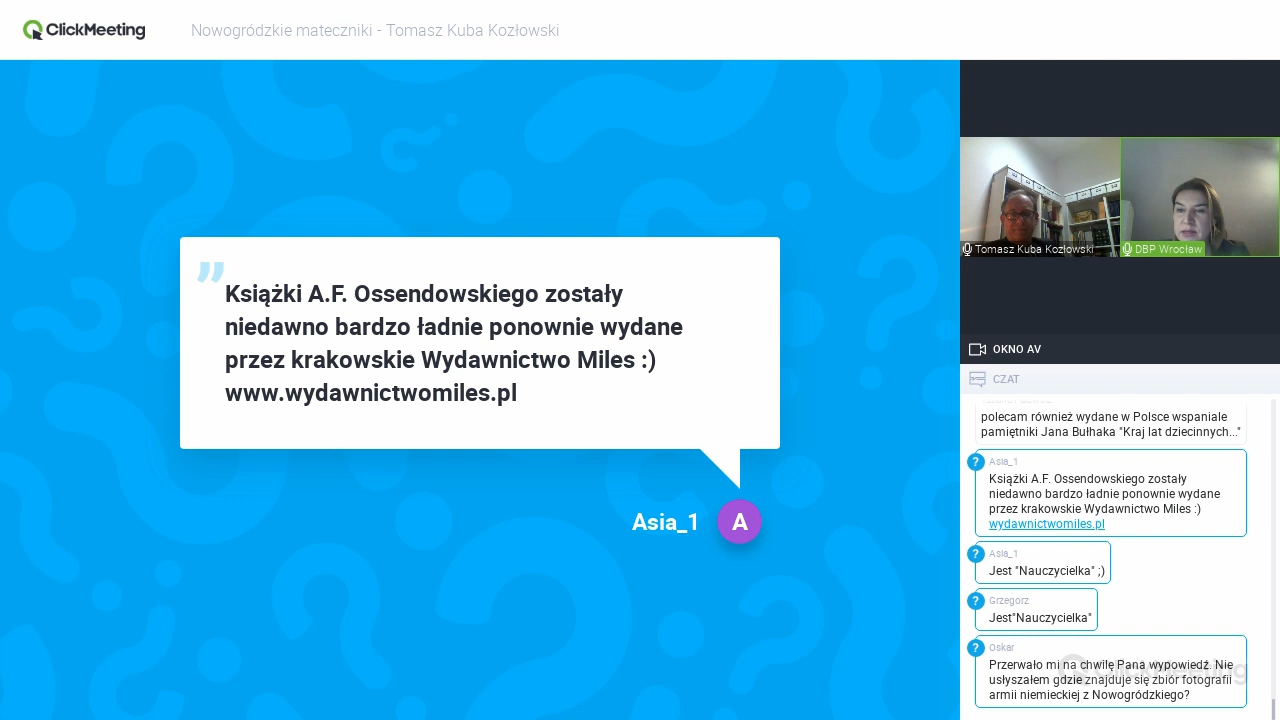 ClickMeeting
Nowogródzkie mateczniki - Tomasz Kuba Kozłowski
Książki A.F. Ossendowskiego zostały
niedawno bardzo ładnie ponownie wydane
przez krakowskie Wydawnictwo Miles :)
www.wydawnictwomiles.pl
Asia_1
A
Tomasz Kuba Kozłowski
DBP Wrocław
OKNO AV
CZAT
polecam również wydane w Polsce wspaniale
pamiętniki Jana Bułhaka "Kraj lat dziecinnych..."
?
Asia_1
Książki A.F. Ossendowskiego zostały
niedawno bardzo ładnie ponownie wydane
przez krakowskie Wydawnictwo Miles :)
wydawnictwomiles.pl
?
Asia_1
Jest "Nauczycielka" ;)
?
Grzegorz
Jest"Nauczycielka"
?
Oskar
Przerwało mi na chwilę Pana wypowiedź. Nie
usłyszałem gdzie znajduje się zbiór fotografii
armii niemieckiej z Nowogródzkiego?
ClickMeeting